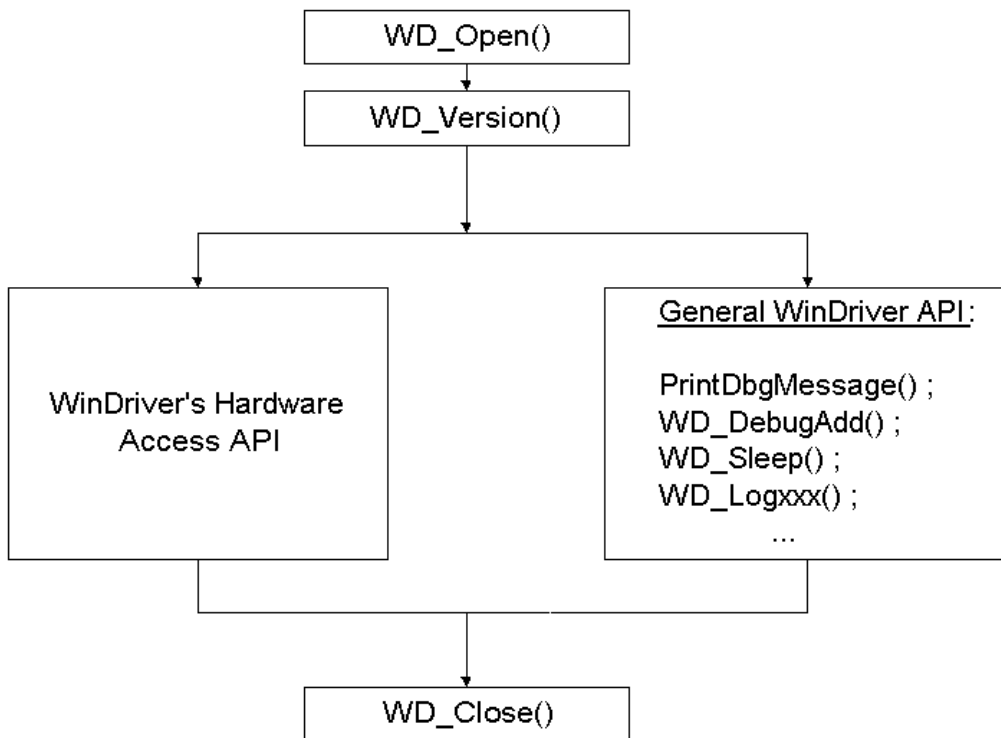 WD_Open()
WD_Version()
WinDriver's Hardware
Access API
General WinDriver API:
PrintDbgMessage() ;
WD_DebugAdd() ;
WD_Sleep() ;
WD_Logxxx() ;
...
WD_Close()